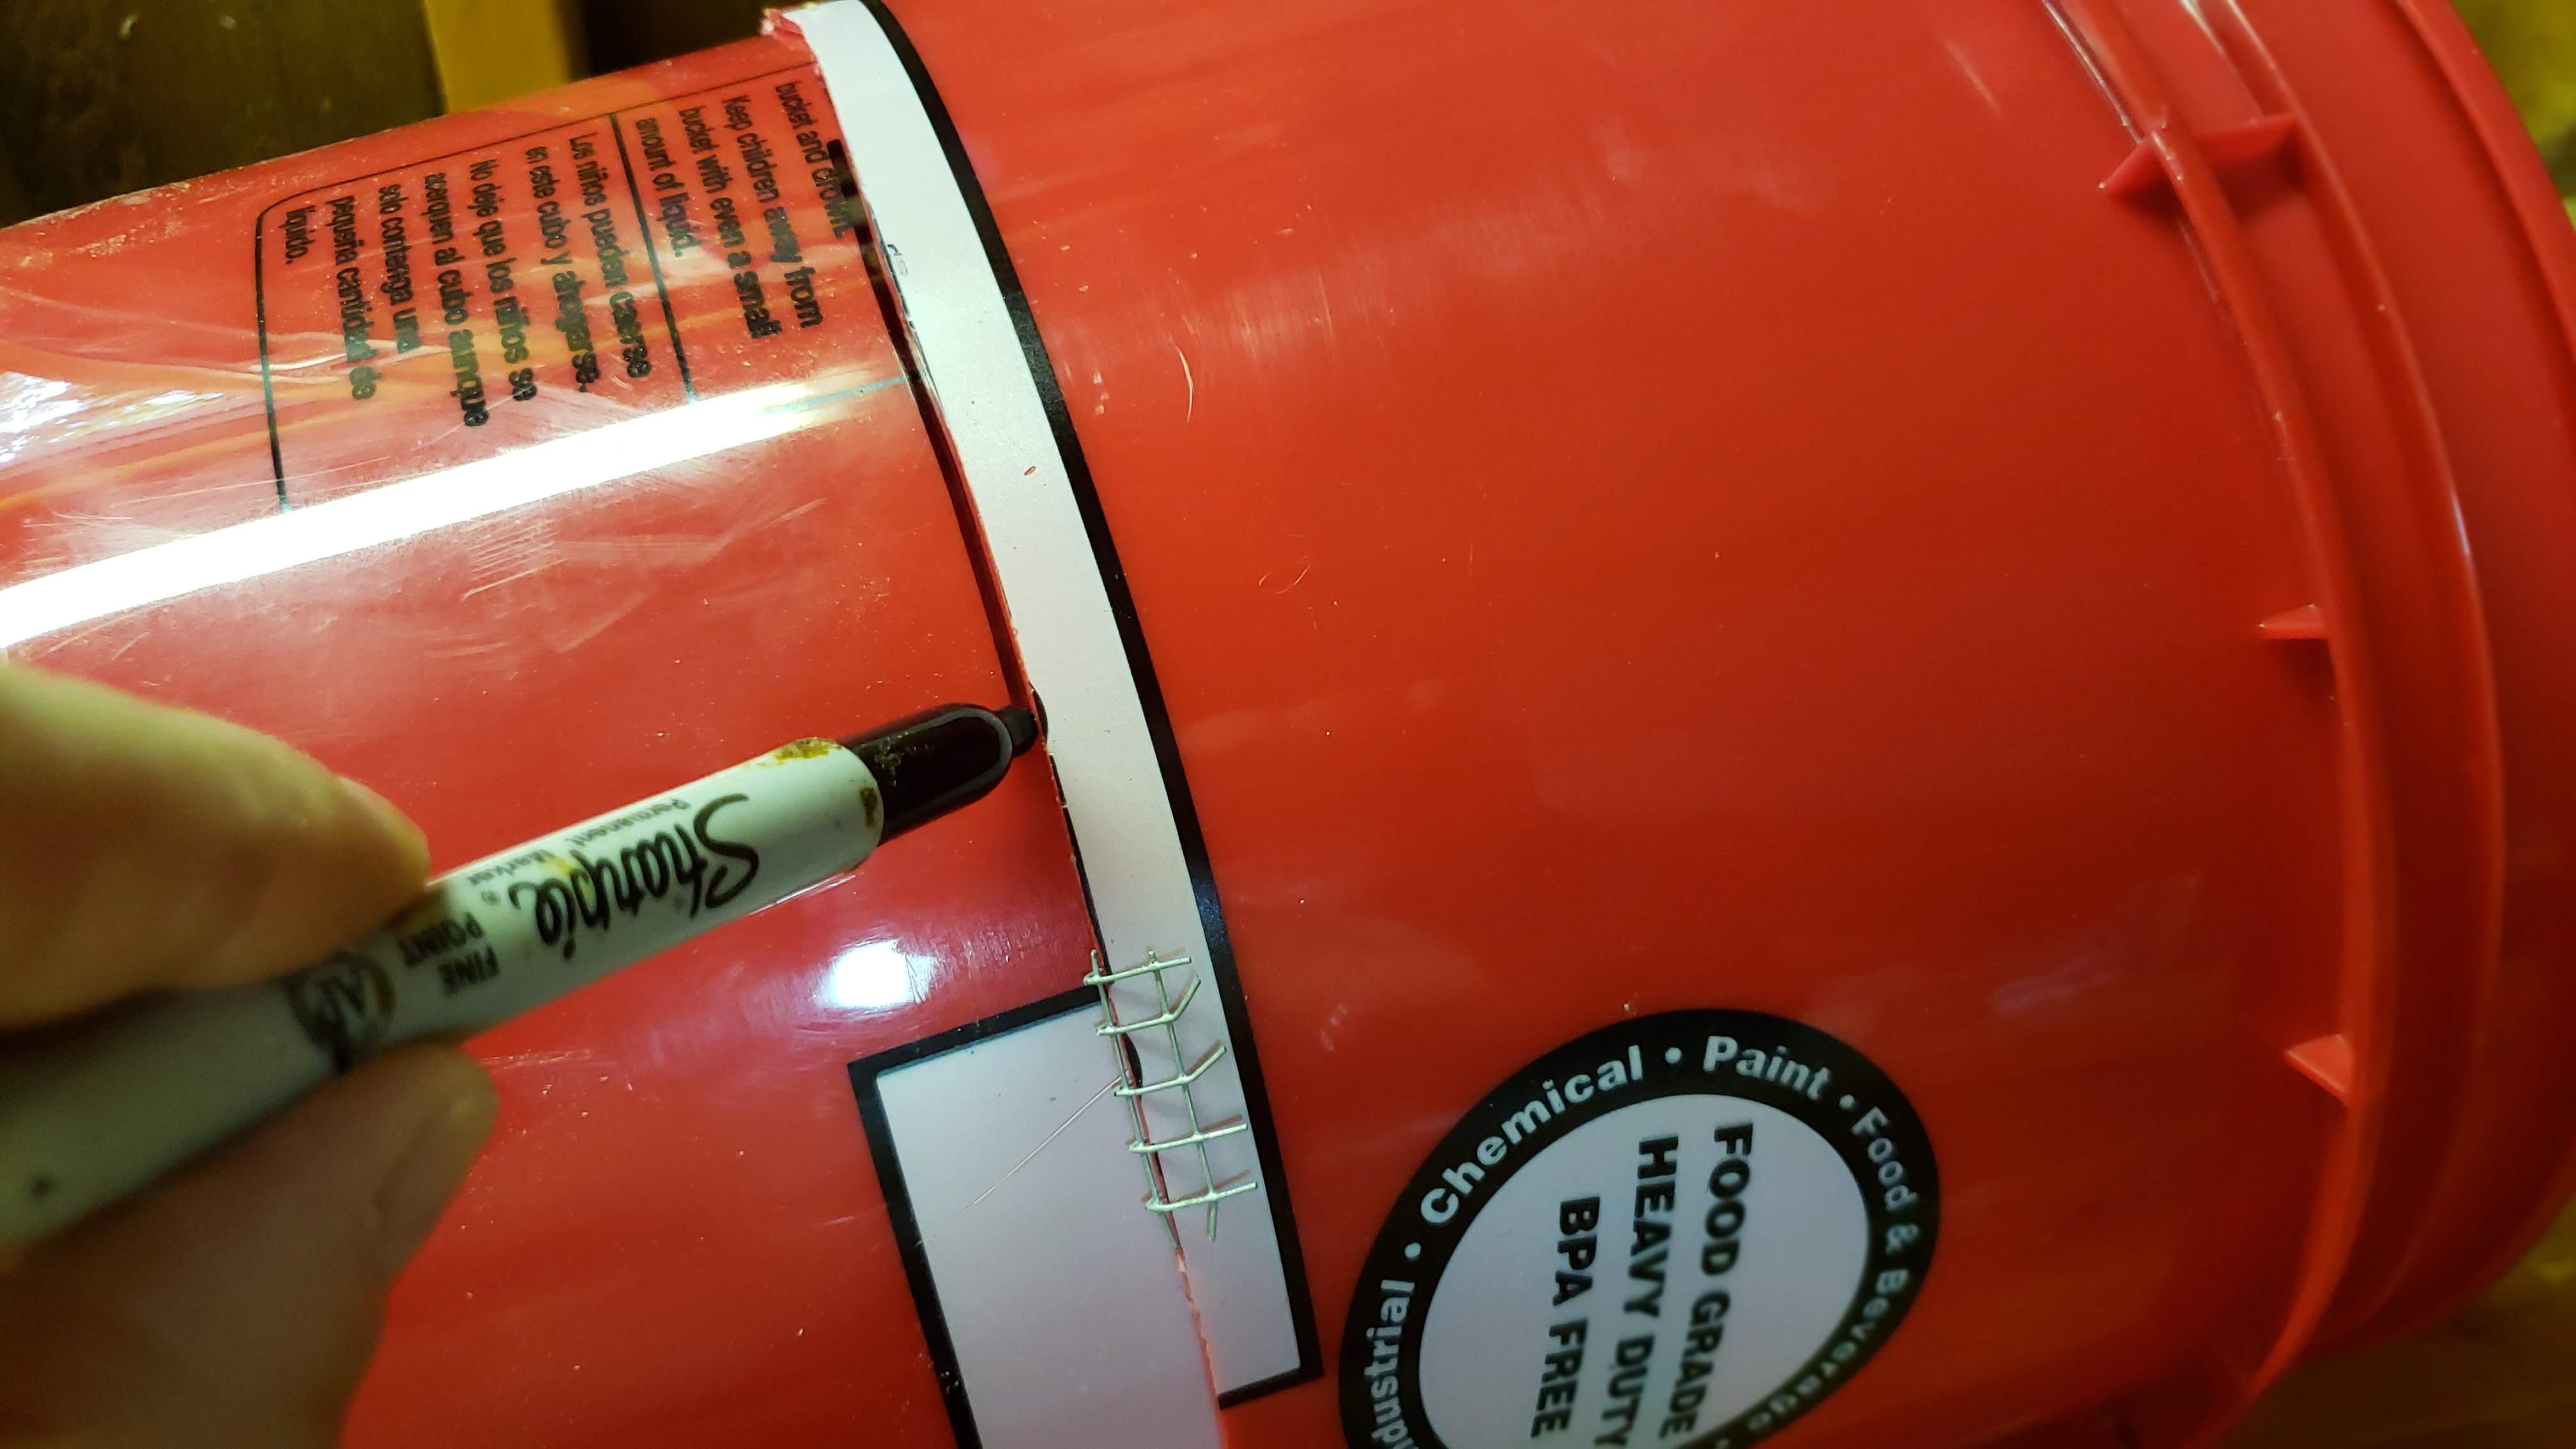 bucket and drown.
Keep children away from
bucket with even a small
amount of liquid.
Los niños pueden caerse
en este cubo y ahogarse.
No deje que los niños se
acerquen al cubo aunque
solo contenga una
pequeña cantidad de
líquido.
Sharpie
Permanent Marker
FINE
POINT
AP
• Chemical • Paint • Food & Beverage •
FOOD GRADE
HEAVY DUTY
BPA FREE